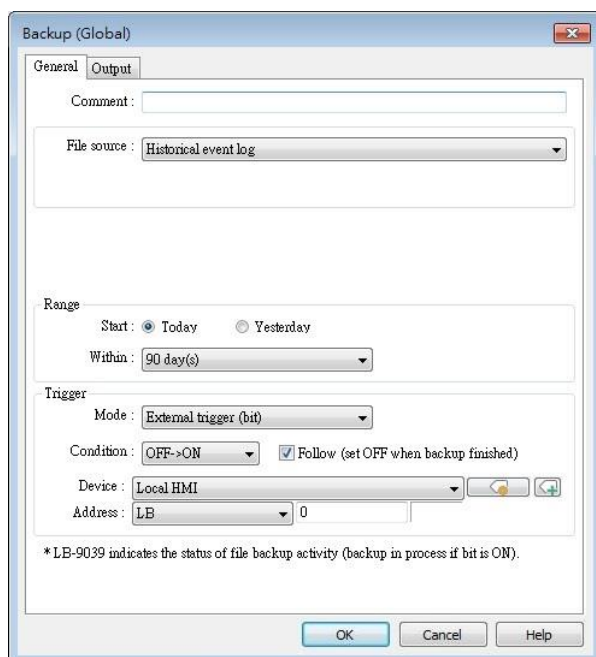 Backup (Global)
General Output
Comment :
File source : Historical event log
Range
Start : Today Yesterday
Within : 90 day(s)
Trigger
Mode : External trigger (bit)
Condition : OFF->ON Follow (set OFF when backup finished)
Device : Local HMI
Address : LB 0
* LB-9039 indicates the status of file backup activity (backup in process if bit is ON).
OK Cancel Help